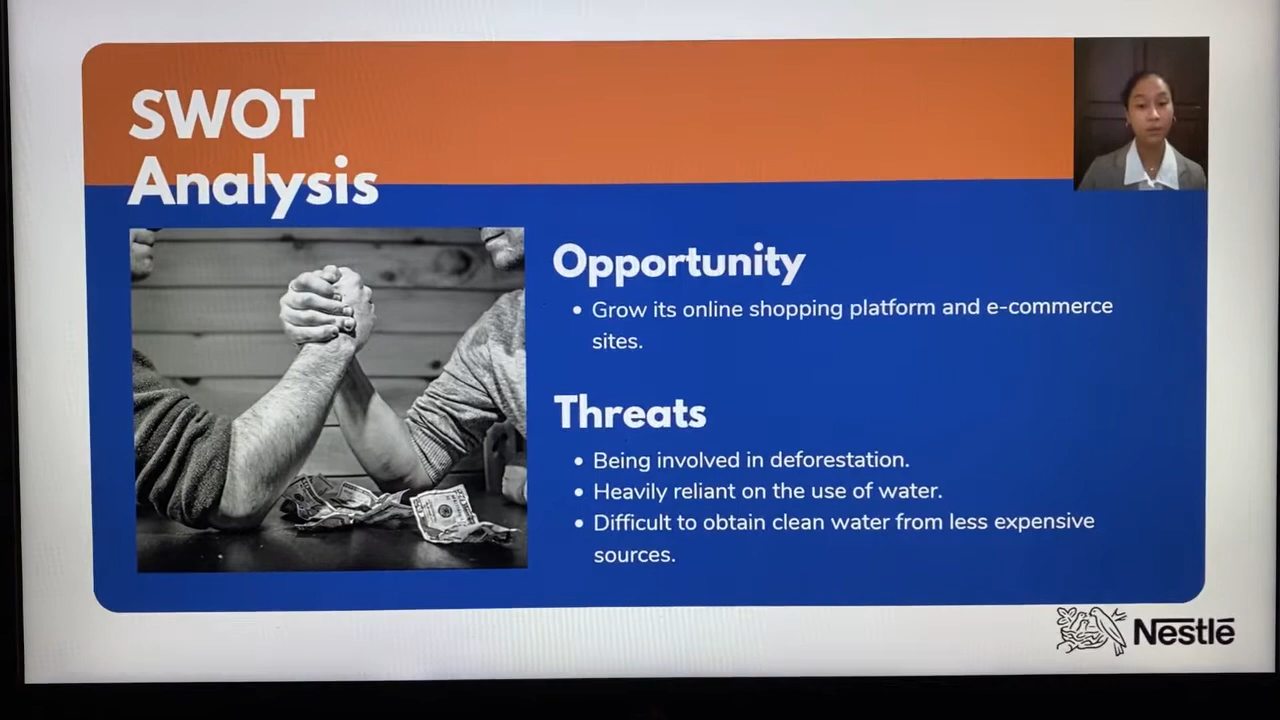 SWOT
Analysis
Opportunity
• Grow its online shopping platform and e-commerce
sites.
Threats
• Being involved in deforestation.
• Heavily reliant on the use of water.
• Difficult to obtain clean water from less expensive
sources.
Nestlé